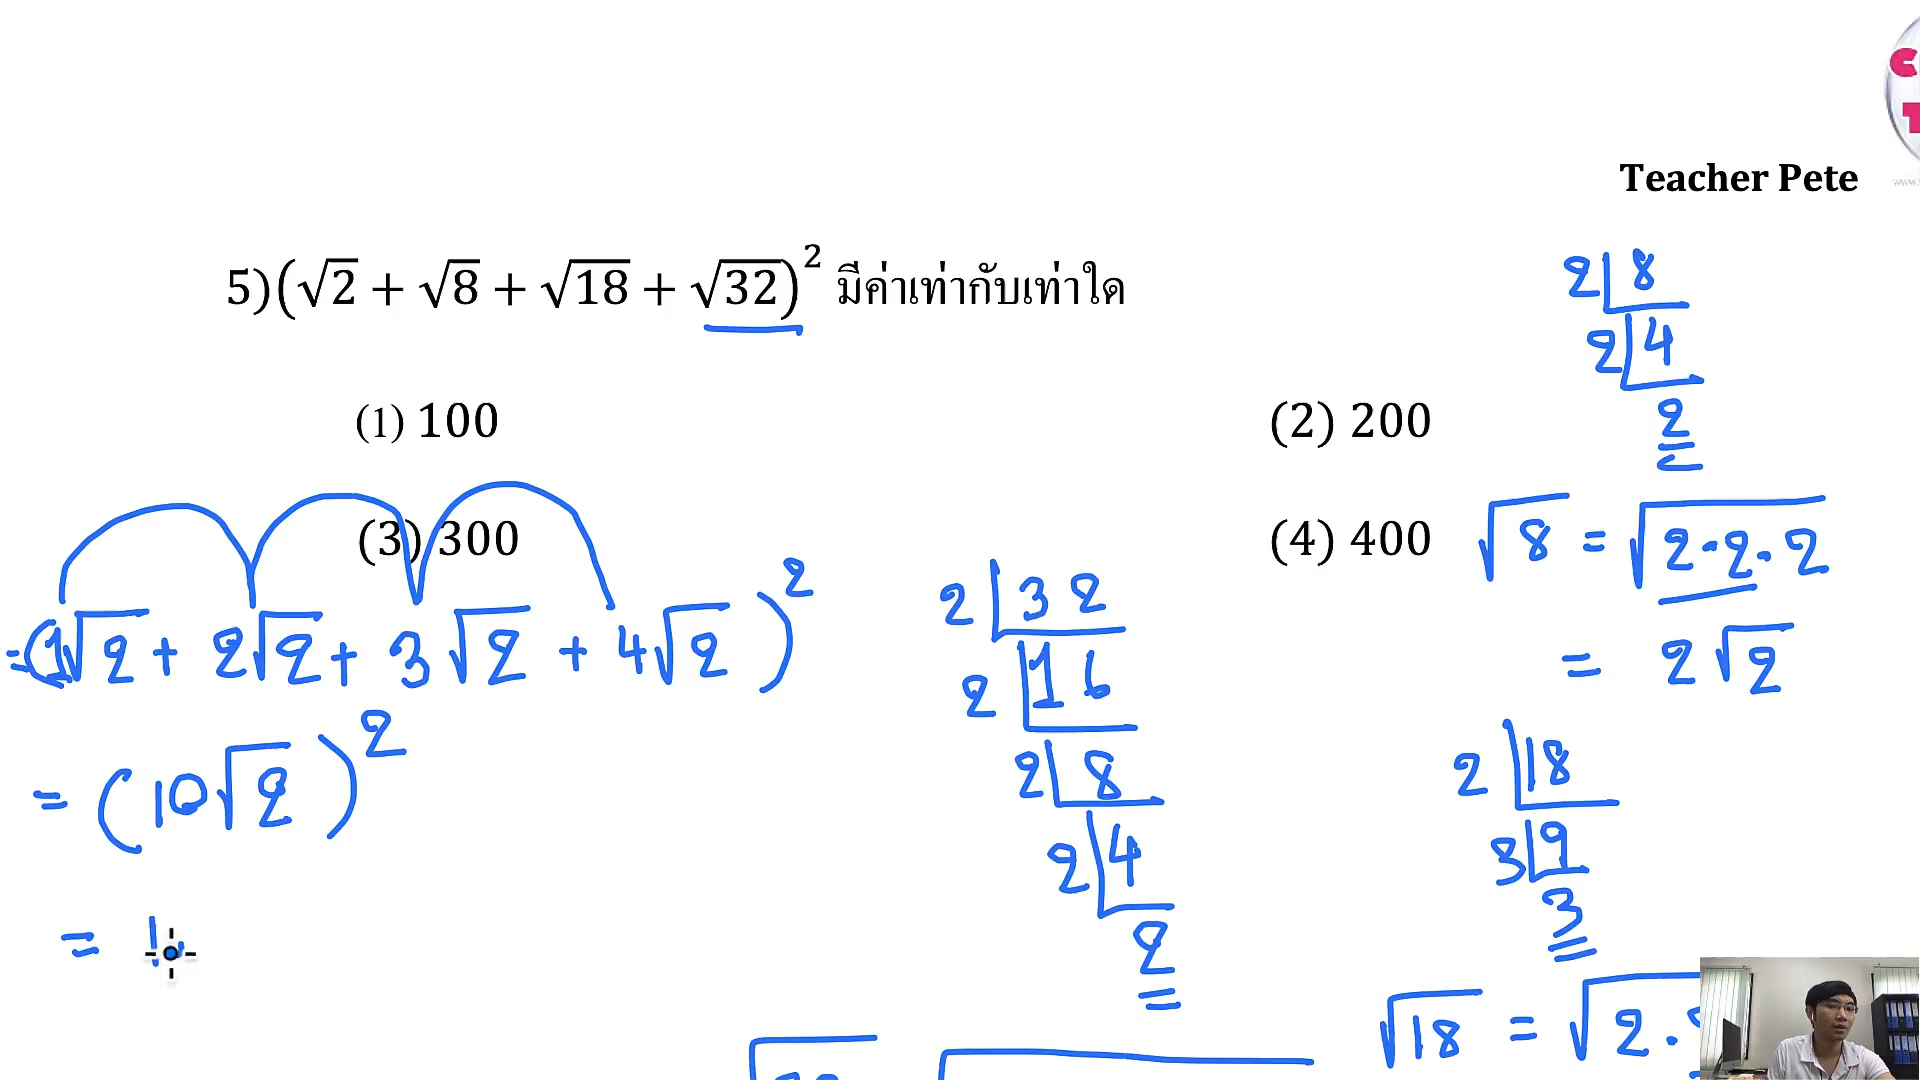 Teacher Pete
5)(√2 + √8 + √18 + √32)² มีค่าเท่ากับเท่าใด
(1) 100
(2) 200
(3) 300
(4) 400
=(1√2 + 2√2 + 3√2 + 4√2)²
= (10√2)²
=
2 | 32
2 | 16
2 | 8
2 | 4
2
2 | 8
2 | 4
2
√8 = √2·2·2
= 2√2
2 | 18
3 | 9
3
√18 = √2·